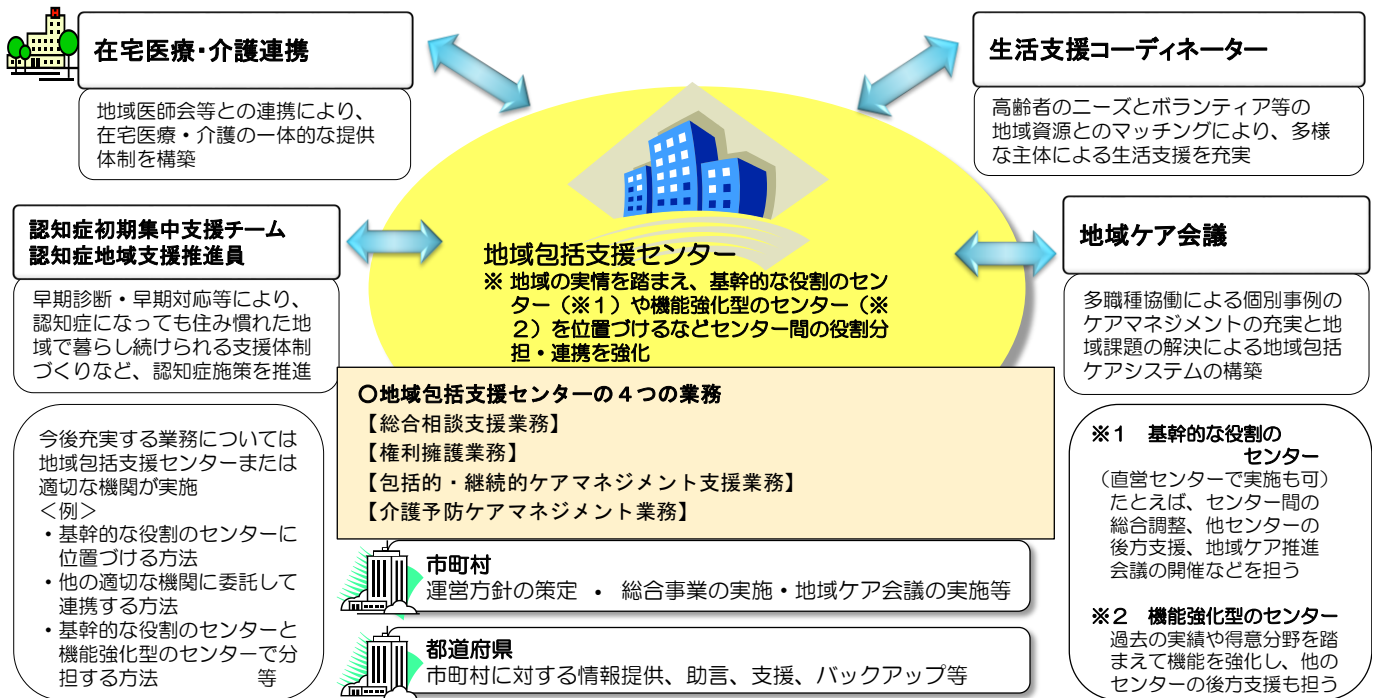 在宅医療・介護連携
地域医師会等との連携により、
在宅医療・介護の一体的な提供
体制を構築
生活支援コーディネーター
高齢者のニーズとボランティア等の
地域資源とのマッチングにより、多様
な主体による生活支援を充実
認知症初期集中支援チーム
認知症地域支援推進員
早期診断・早期対応等により、
認知症になっても住み慣れた地
域で暮らし続けられる支援体制
づくりなど、認知症施策を推進
地域包括支援センター
※ 地域の実情を踏まえ、基幹的な役割のセン
ター（※１）や機能強化型のセンター（※
２）を位置づけるなどセンター間の役割分
担・連携を強化
地域ケア会議
多職種協働による個別事例の
ケアマネジメントの充実と地
域課題の解決による地域包括
ケアシステムの構築
〇地域包括支援センターの４つの業務
【総合相談支援業務】
【権利擁護業務】
【包括的・継続的ケアマネジメント支援業務】
【介護予防ケアマネジメント業務】
今後充実する業務については
地域包括支援センターまたは
適切な機関が実施
＜例＞
・基幹的な役割のセンターに
位置づける方法
・他の適切な機関に委託して
連携する方法
・基幹的な役割のセンターと
機能強化型のセンターで分
担する方法　等
※１　基幹的な役割の
センター
（直営センターで実施も可）
たとえば、センター間の
総合調整、他センターの
後方支援、地域ケア推進
会議の開催などを担う
※２　機能強化型のセンター
過去の実績や得意分野を踏
まえて機能を強化し、他の
センターの後方支援も担う
市町村
運営方針の策定　・　総合事業の実施・地域ケア会議の実施等
都道府県
市町村に対する情報提供、助言、支援、バックアップ等
H